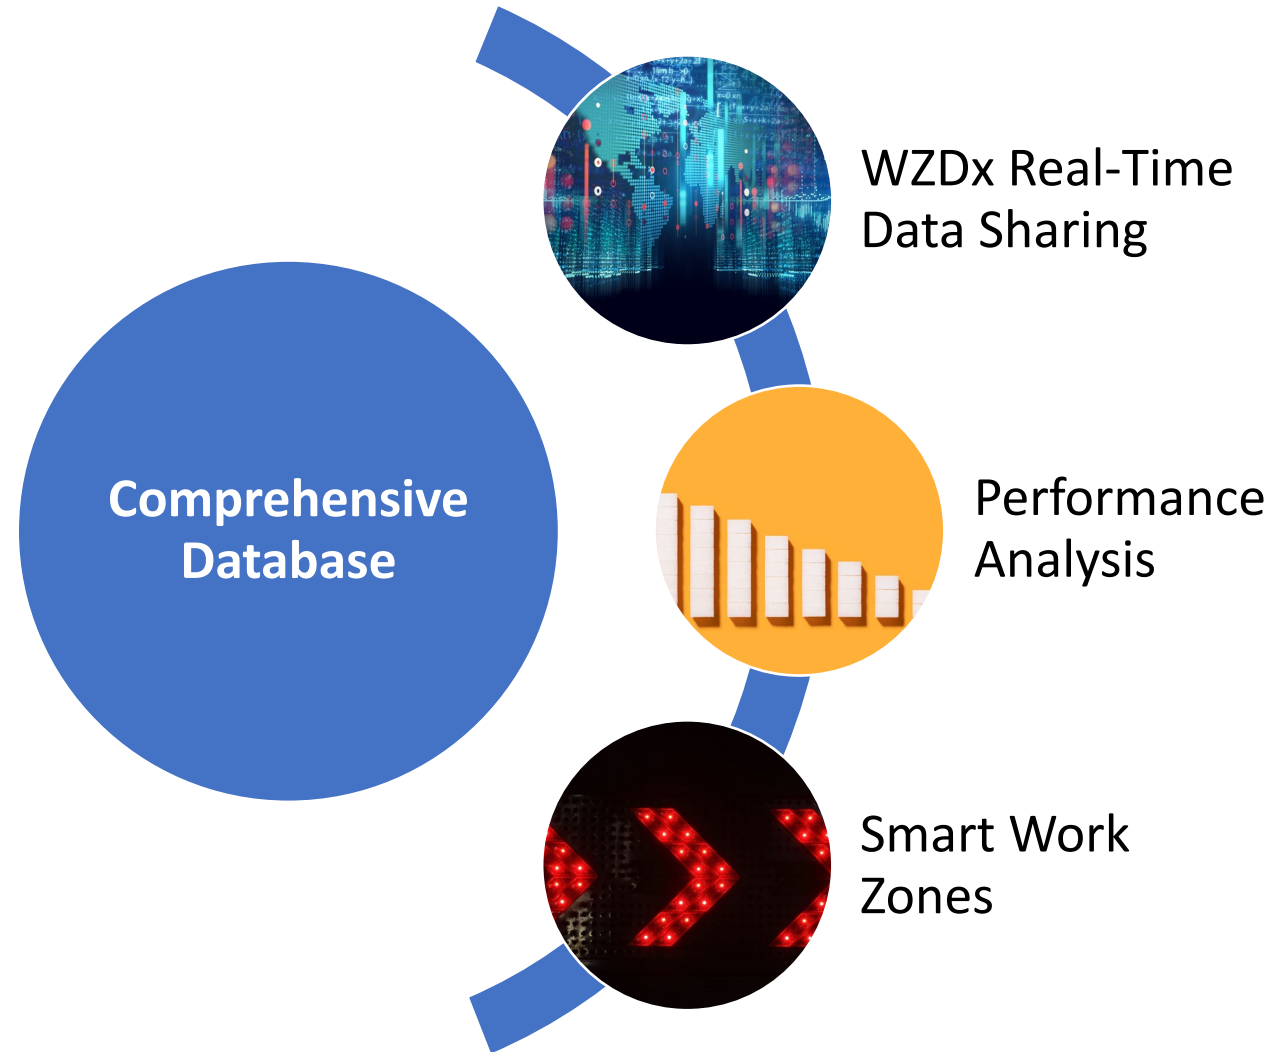 WZDx Real-Time
Data Sharing
Comprehensive
Database
Performance
Analysis
Smart Work
Zones